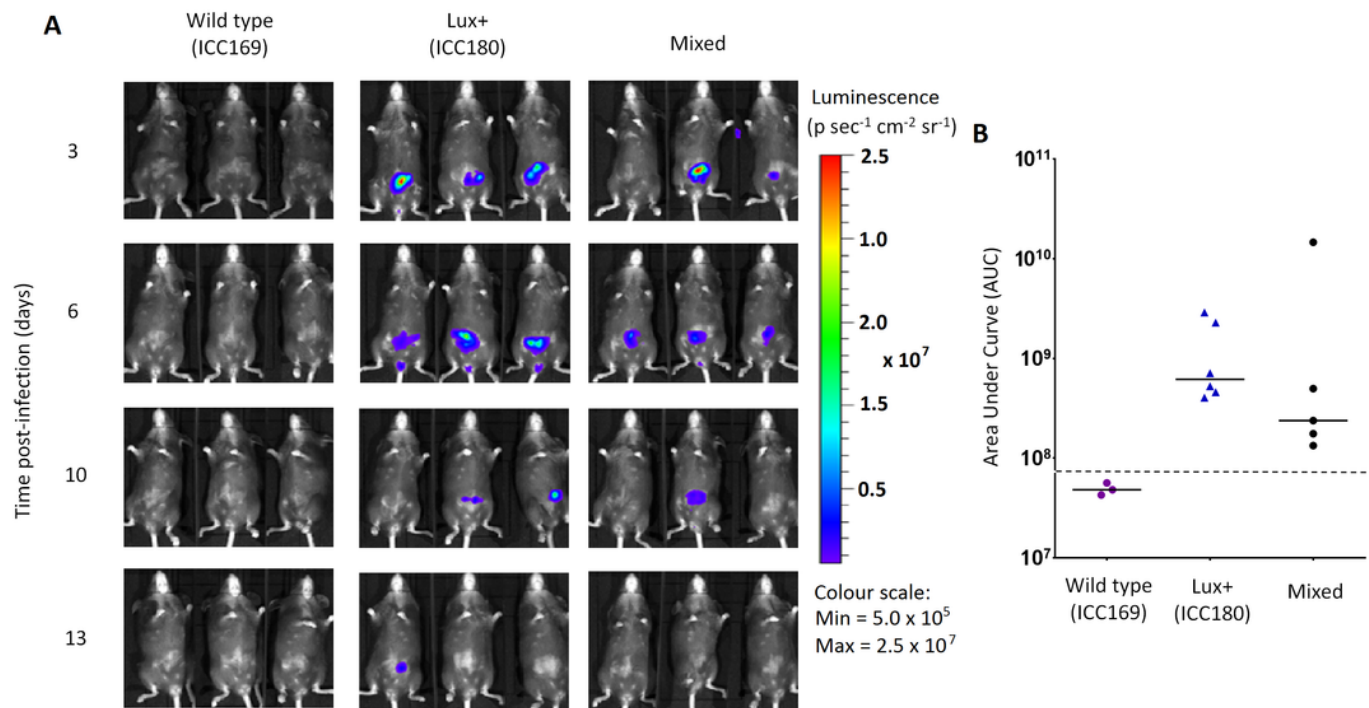 A
Wild type
(ICC169)
Lux+
(ICC180)
Mixed
Time post-infection (days)
3
6
10
13
Luminescence
(p sec⁻¹ cm⁻² sr⁻¹)
2.5
1.0
2.0
x 10⁷
1.5
0.5
Colour scale:
Min = 5.0 x 10⁵
Max = 2.5 x 10⁷
B
Area Under Curve (AUC)
10¹¹
10¹⁰
10⁹
10⁸
10⁷
Wild type
(ICC169)
Lux+
(ICC180)
Mixed